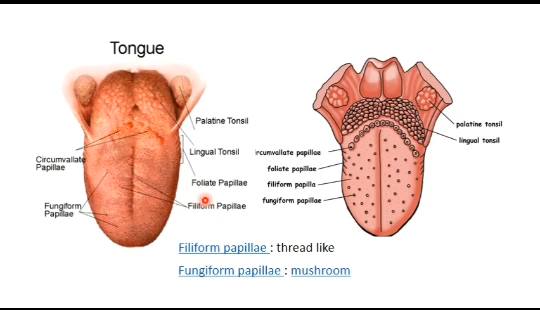 Tongue
Palatine Tonsil
Lingual Tonsil
Circumvallate
Papillae
Foliate Papillae
Fungiform
Papillae
Filiform Papillae
palatine tonsil
lingual tonsil
ircumvallate papillae
foliate papillae
filiform papilla
fungiform papillae
Filiform papillae : thread like
Fungiform papillae : mushroom